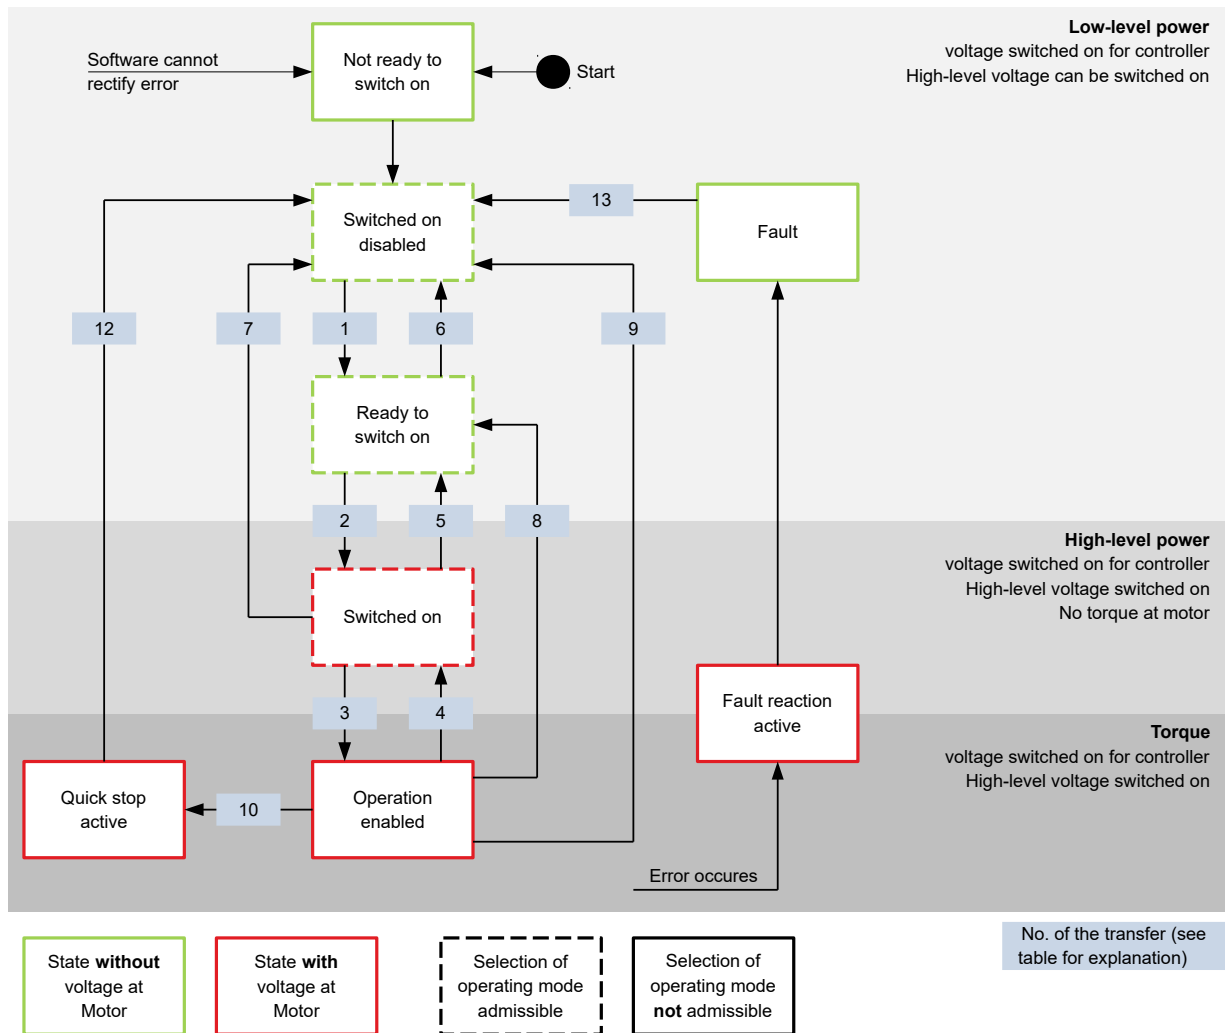 Low-level power
voltage switched on for controller
High-level voltage can be switched on
Software cannot
rectify error
Not ready to
switch on
Start
Switched on
disabled
13
Fault
12
7
1
6
9
Ready to
switch on
2
5
8
High-level power
voltage switched on for controller
High-level voltage switched on
No torque at motor
Switched on
3
4
Fault reaction
active
Torque
voltage switched on for controller
High-level voltage switched on
Quick stop
active
10
Operation
enabled
Error occures
State without
voltage at
Motor
State with
voltage at
Motor
Selection of
operating mode
admissible
Selection of
operating mode
not admissible
No. of the transfer (see
table for explanation)